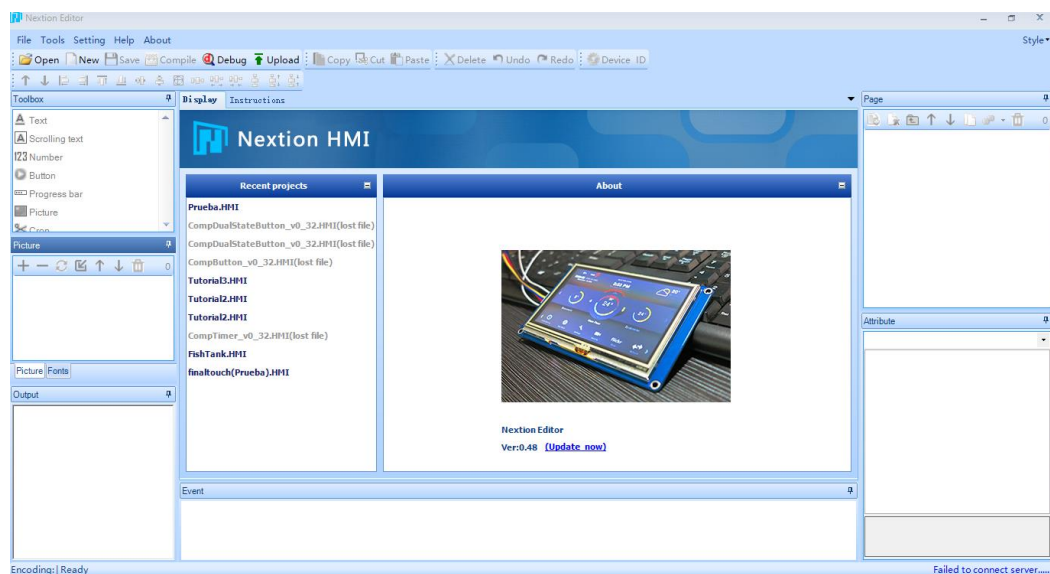 Nextion Editor
File Tools Setting Help About
Style
Open New Save Compile Debug Upload Copy Cut Paste Delete Undo Redo Device ID
Toolbox
Text
Scrolling text
123 Number
Button
Progress bar
Picture
Crop
Picture
0
Picture Fonts
Output
Display Instructions
Nextion HMI
Recent projects
Prueba.HMI
CompDualStateButton_v0_32.HMI(lost file)
CompDualStateButton_v0_32.HMI(lost file)
CompButton_v0_32.HMI(lost file)
Tutorial3.HMI
Tutorial2.HMI
Tutorial2.HMI
CompTimer_v0_32.HMI(lost file)
FishTank.HMI
finaltouch(Prueba).HMI
About
Nextion Editor
Ver:0.48 (Update now)
Event
Page
0
Attribute
Encoding:| Ready
Failed to connect server.....